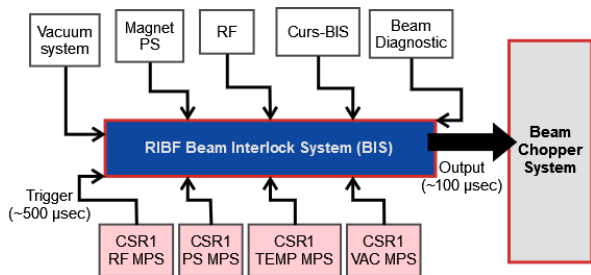 Vacuum
system
Magnet
PS
RF
Curs-BIS
Beam
Diagnostic
RIBF Beam Interlock System (BIS)
Beam
Chopper
System
Output
(~100 μsec)
Trigger
(~500 μsec)
CSR1
RF MPS
CSR1
PS MPS
CSR1
TEMP MPS
CSR1
VAC MPS